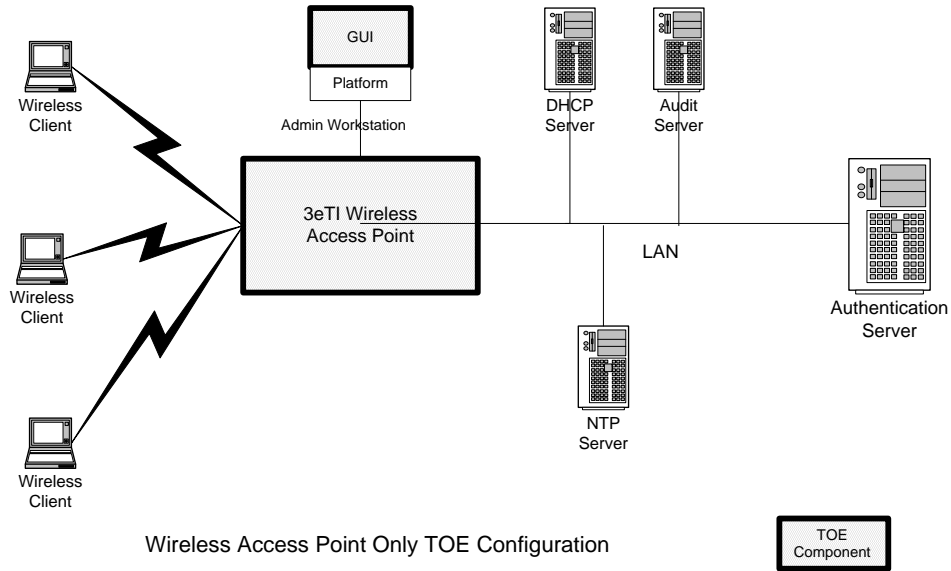 GUI
Platform
Admin Workstation
Wireless
Client
DHCP
Server
Audit
Server
3eTI Wireless
Access Point
LAN
Wireless
Client
Authentication
Server
NTP
Server
Wireless
Client
Wireless Access Point Only TOE Configuration
TOE
Component